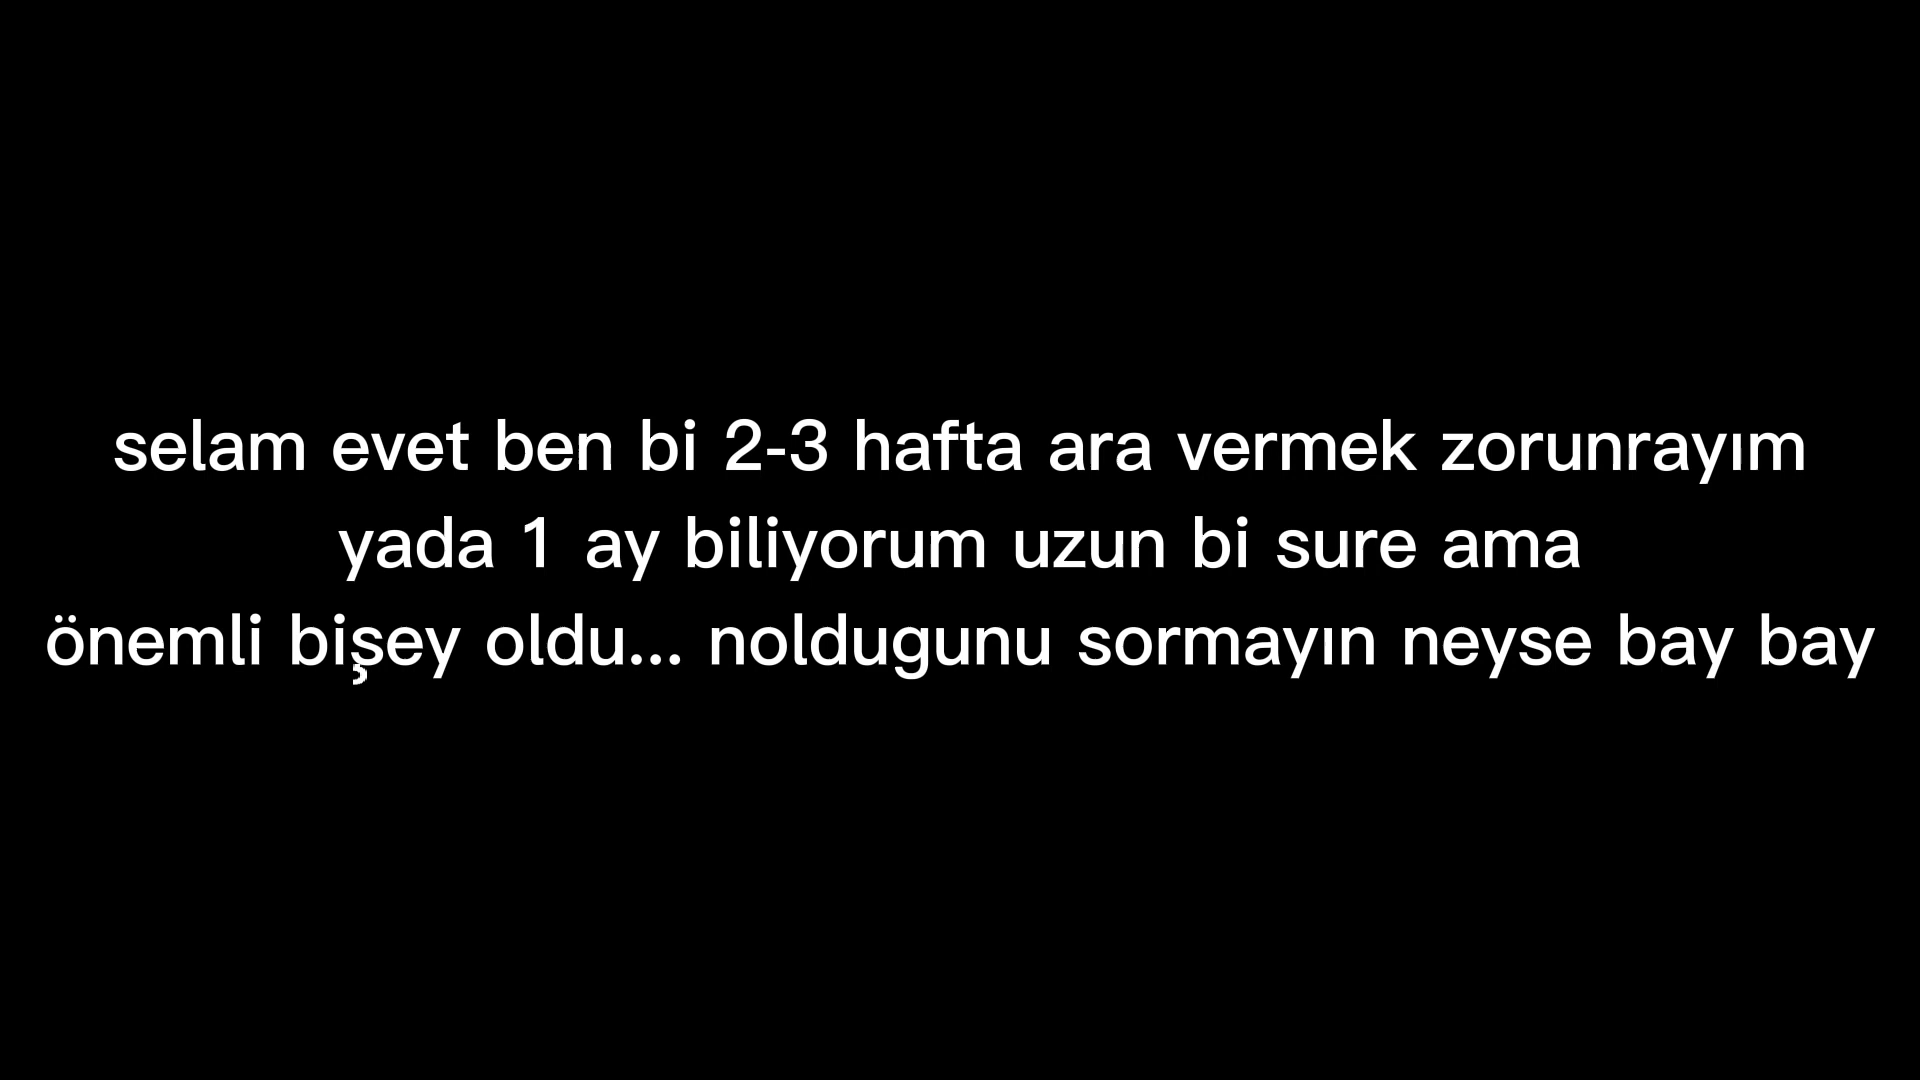 selam evet ben bi 2-3 hafta ara vermek zorunrayım
yada 1 ay biliyorum uzun bi sure ama
önemli bişey oldu... noldugunu sormayın neyse bay bay